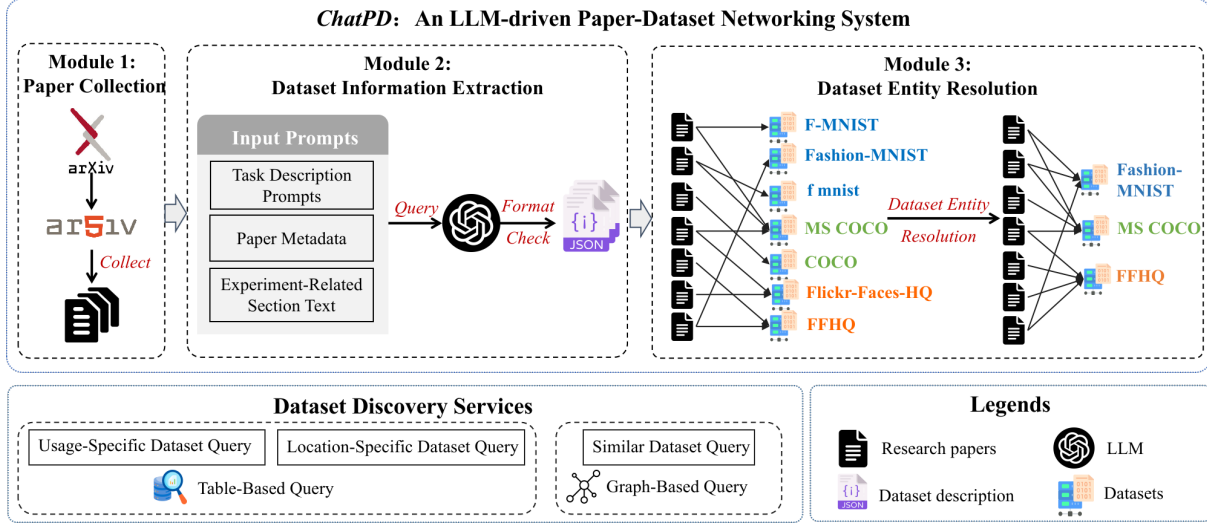 ChatPD: An LLM-driven Paper-Dataset Networking System
Module 1:
Paper Collection
arXiv
ar5iv
Collect
Module 2:
Dataset Information Extraction
Input Prompts
Task Description
Prompts
Paper Metadata
Experiment-Related
Section Text
Query
Format
Check
{i}
JSON
Module 3:
Dataset Entity Resolution
F-MNIST
Fashion-MNIST
f mnist
MS COCO
COCO
Flickr-Faces-HQ
FFHQ
Dataset Entity
Resolution
Fashion-
MNIST
MS COCO
FFHQ
Dataset Discovery Services
Usage-Specific Dataset Query
Location-Specific Dataset Query
Table-Based Query
Similar Dataset Query
Graph-Based Query
Legends
Research papers
LLM
{i}
JSON
Dataset description
Datasets